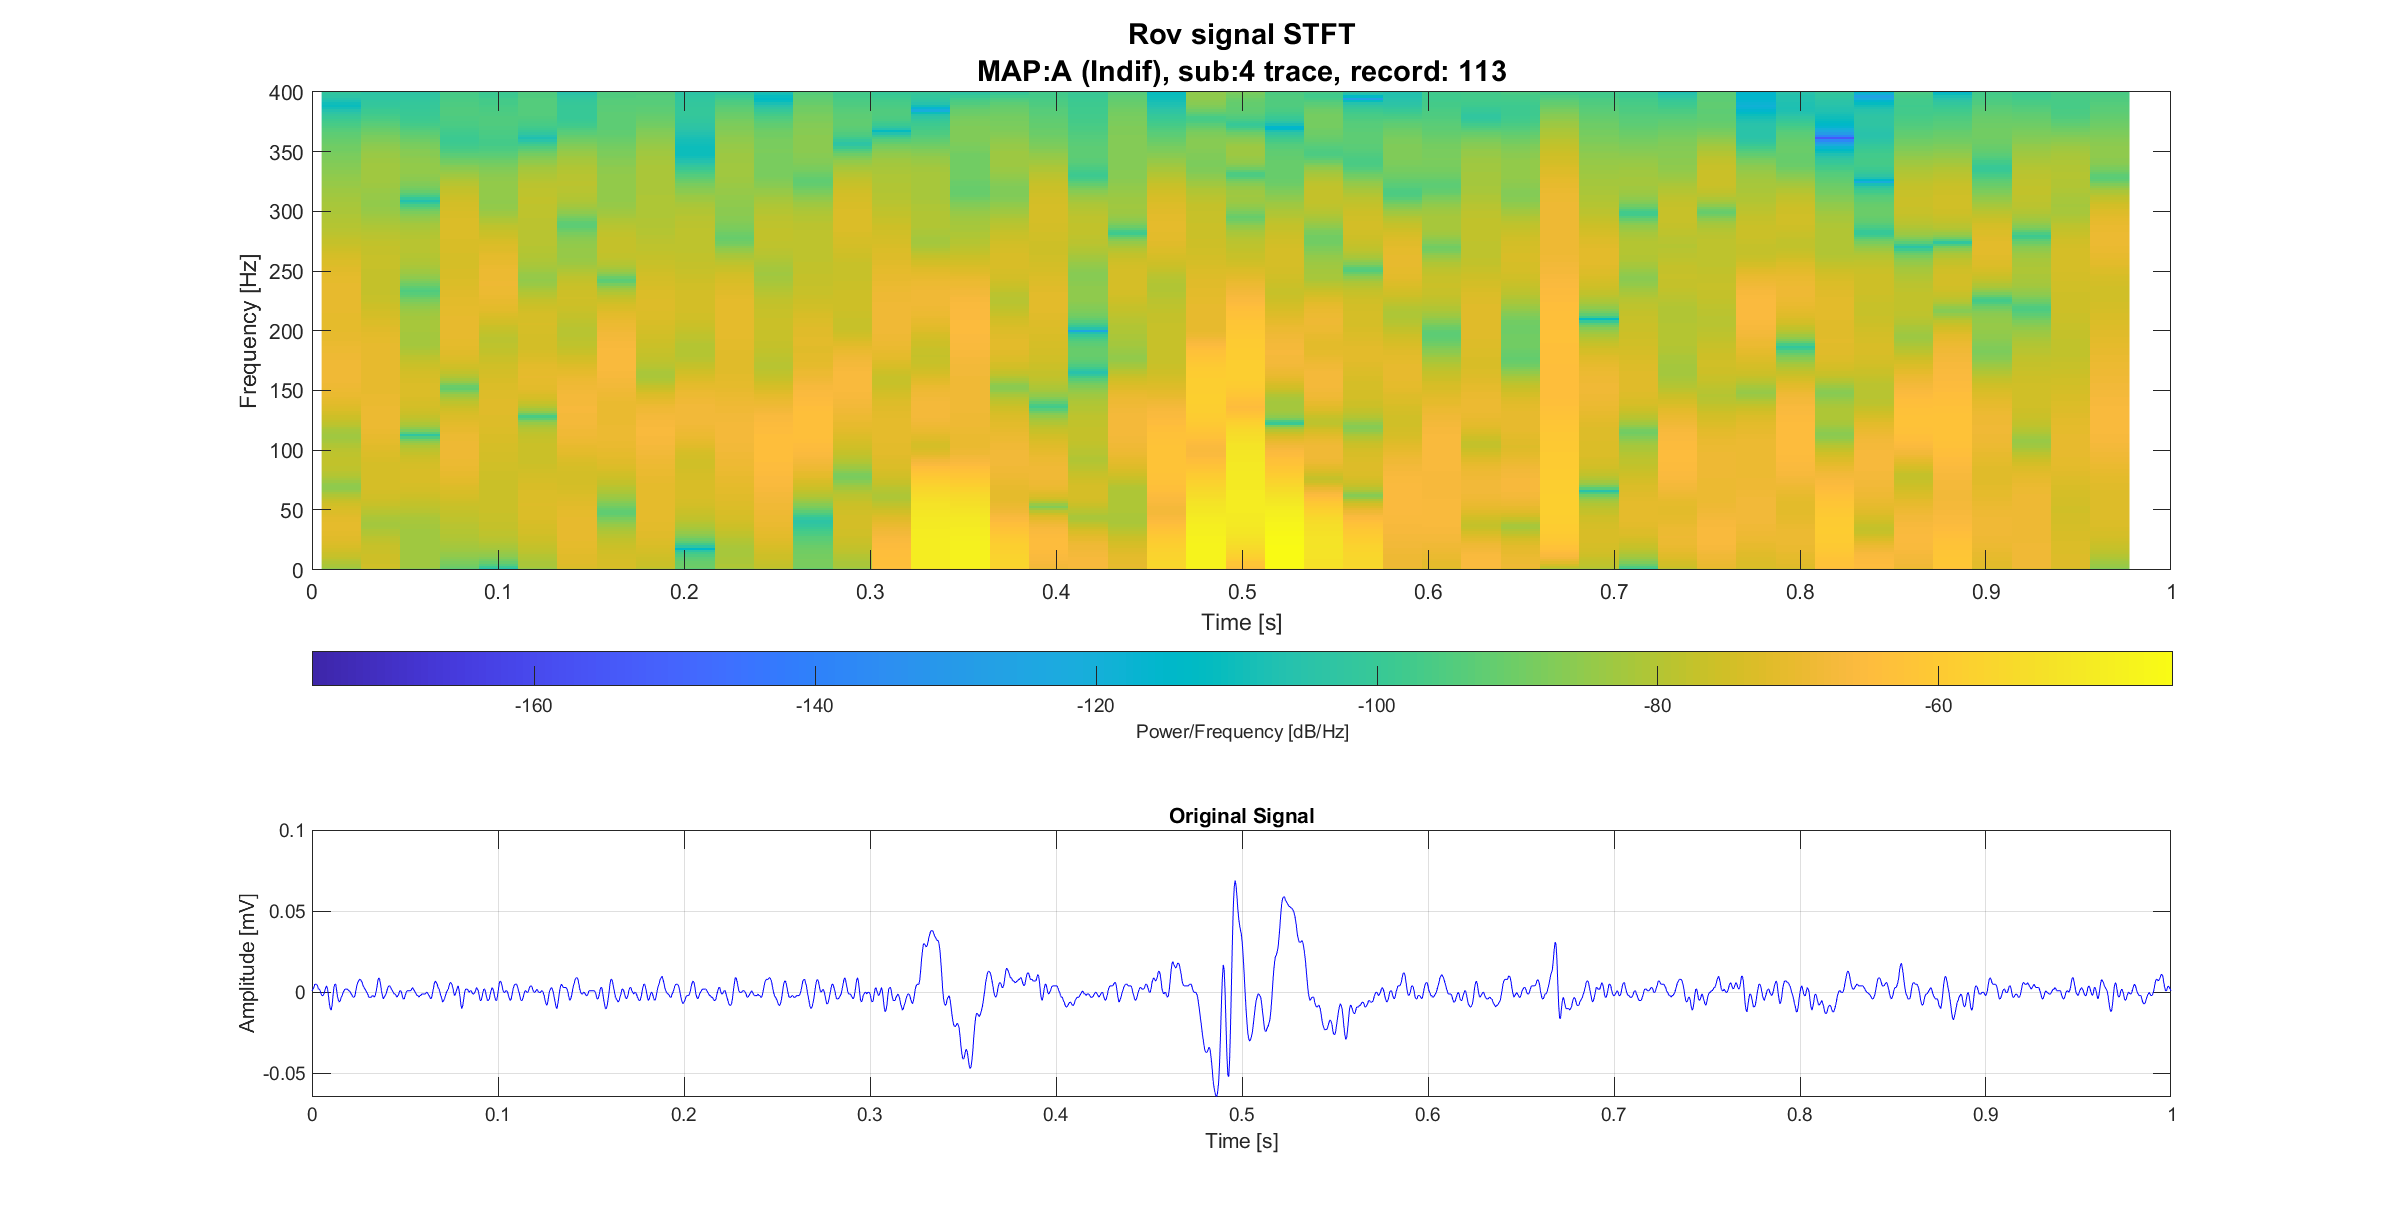 Rov signal STFT
MAP:A (Indif), sub:4 trace, record: 113
400
350
300
250
200
150
100
50
0
Frequency [Hz]
0 0.1 0.2 0.3 0.4 0.5 0.6 0.7 0.8 0.9 1
Time [s]
-160 -140 -120 -100 -80 -60
Power/Frequency [dB/Hz]
Original Signal
0.1
0.05
0
-0.05
Amplitude [mV]
0 0.1 0.2 0.3 0.4 0.5 0.6 0.7 0.8 0.9 1
Time [s]